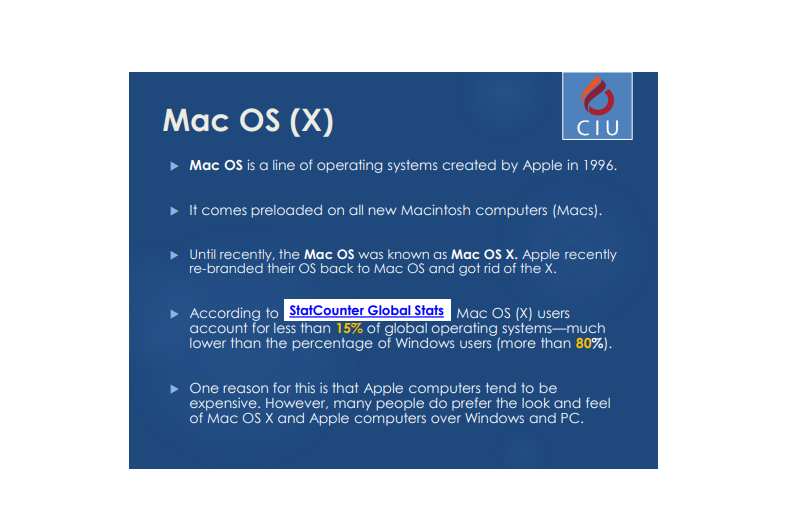 CIU
Mac OS (X)
Mac OS is a line of operating systems created by Apple in 1996.
It comes preloaded on all new Macintosh computers (Macs).
Until recently, the Mac OS was known as Mac OS X. Apple recently
re-branded their OS back to Mac OS and got rid of the X.
According to StatCounter Global Stats Mac OS (X) users
account for less than 15% of global operating systems—much
lower than the percentage of Windows users (more than 80%).
One reason for this is that Apple computers tend to be
expensive. However, many people do prefer the look and feel
of Mac OS X and Apple computers over Windows and PC.